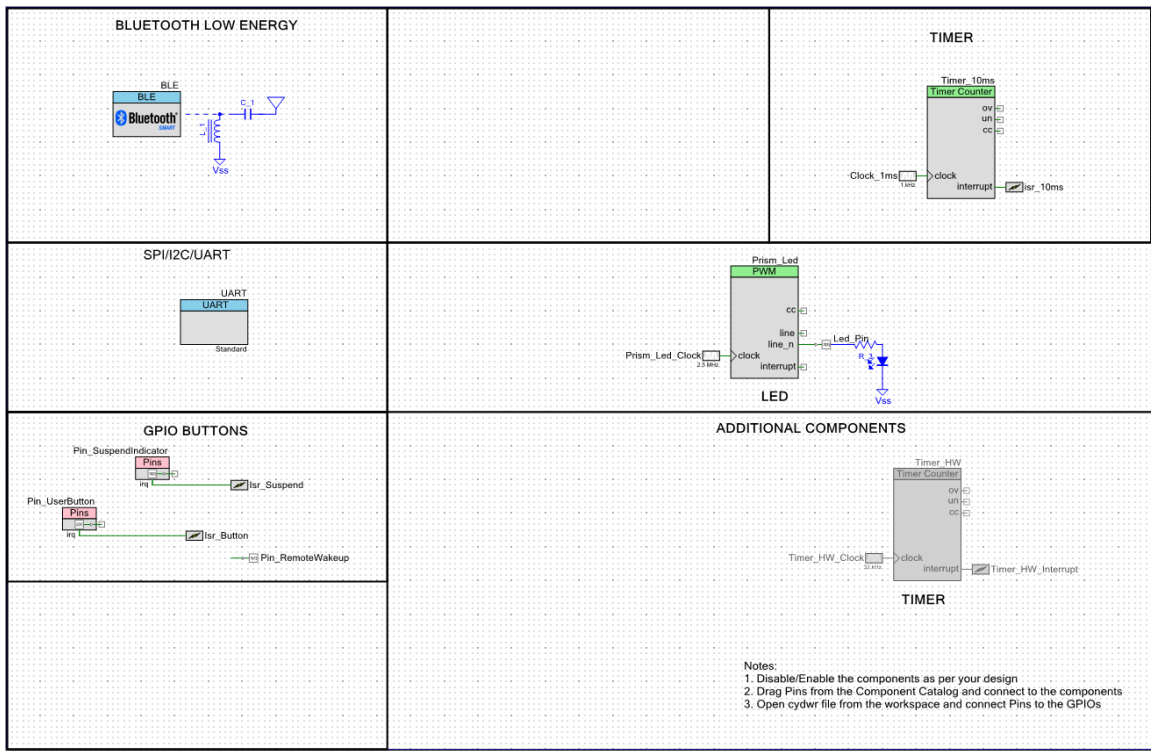 BLUETOOTH LOW ENERGY
BLE
BLE
Bluetooth®
SMART
C_1
L_1
Vss
TIMER
Timer_10ms
Timer Counter
ov
un
cc
Clock_1ms
1 kHz
clock
interrupt
isr_10ms
SPI/I2C/UART
UART
UART
Standard
Prism_Led
PWM
cc
line
line_n
Led_Pin
R_3
Prism_Led_Clock
2.5 MHz
clock
interrupt
Vss
LED
GPIO BUTTONS
Pin_SuspendIndicator
Pins
irq
Isr_Suspend
Pin_UserButton
Pins
irq
Isr_Button
Pin_RemoteWakeup
ADDITIONAL COMPONENTS
Timer_HW
Timer Counter
ov
un
cc
Timer_HW_Clock
32 kHz
clock
interrupt
Timer_HW_Interrupt
TIMER
Notes:
1. Disable/Enable the components as per your design
2. Drag Pins from the Component Catalog and connect to the components
3. Open cydwr file from the workspace and connect Pins to the GPIOs